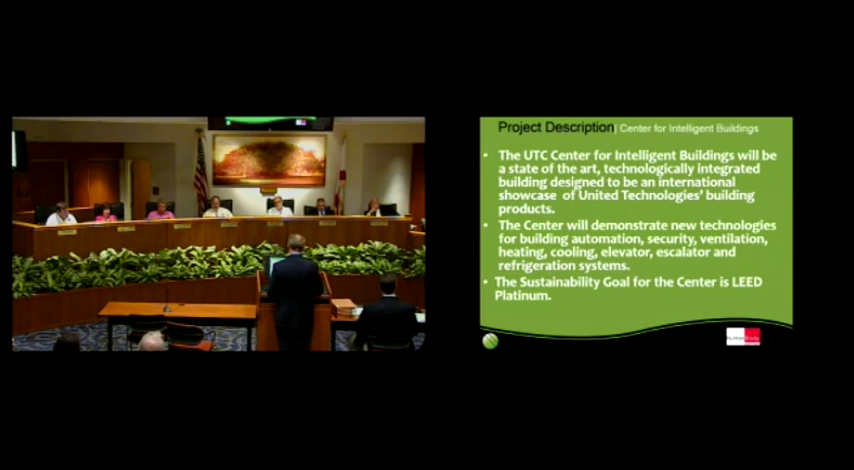 Project Description | Center for Intelligent Buildings
• The UTC Center for Intelligent Buildings will be
a state of the art, technologically integrated
building designed to be an international
showcase of United Technologies' building
products.
• The Center will demonstrate new technologies
for building automation, security, ventilation,
heating, cooling, elevator, escalator and
refrigeration systems.
• The Sustainability Goal for the Center is LEED
Platinum.